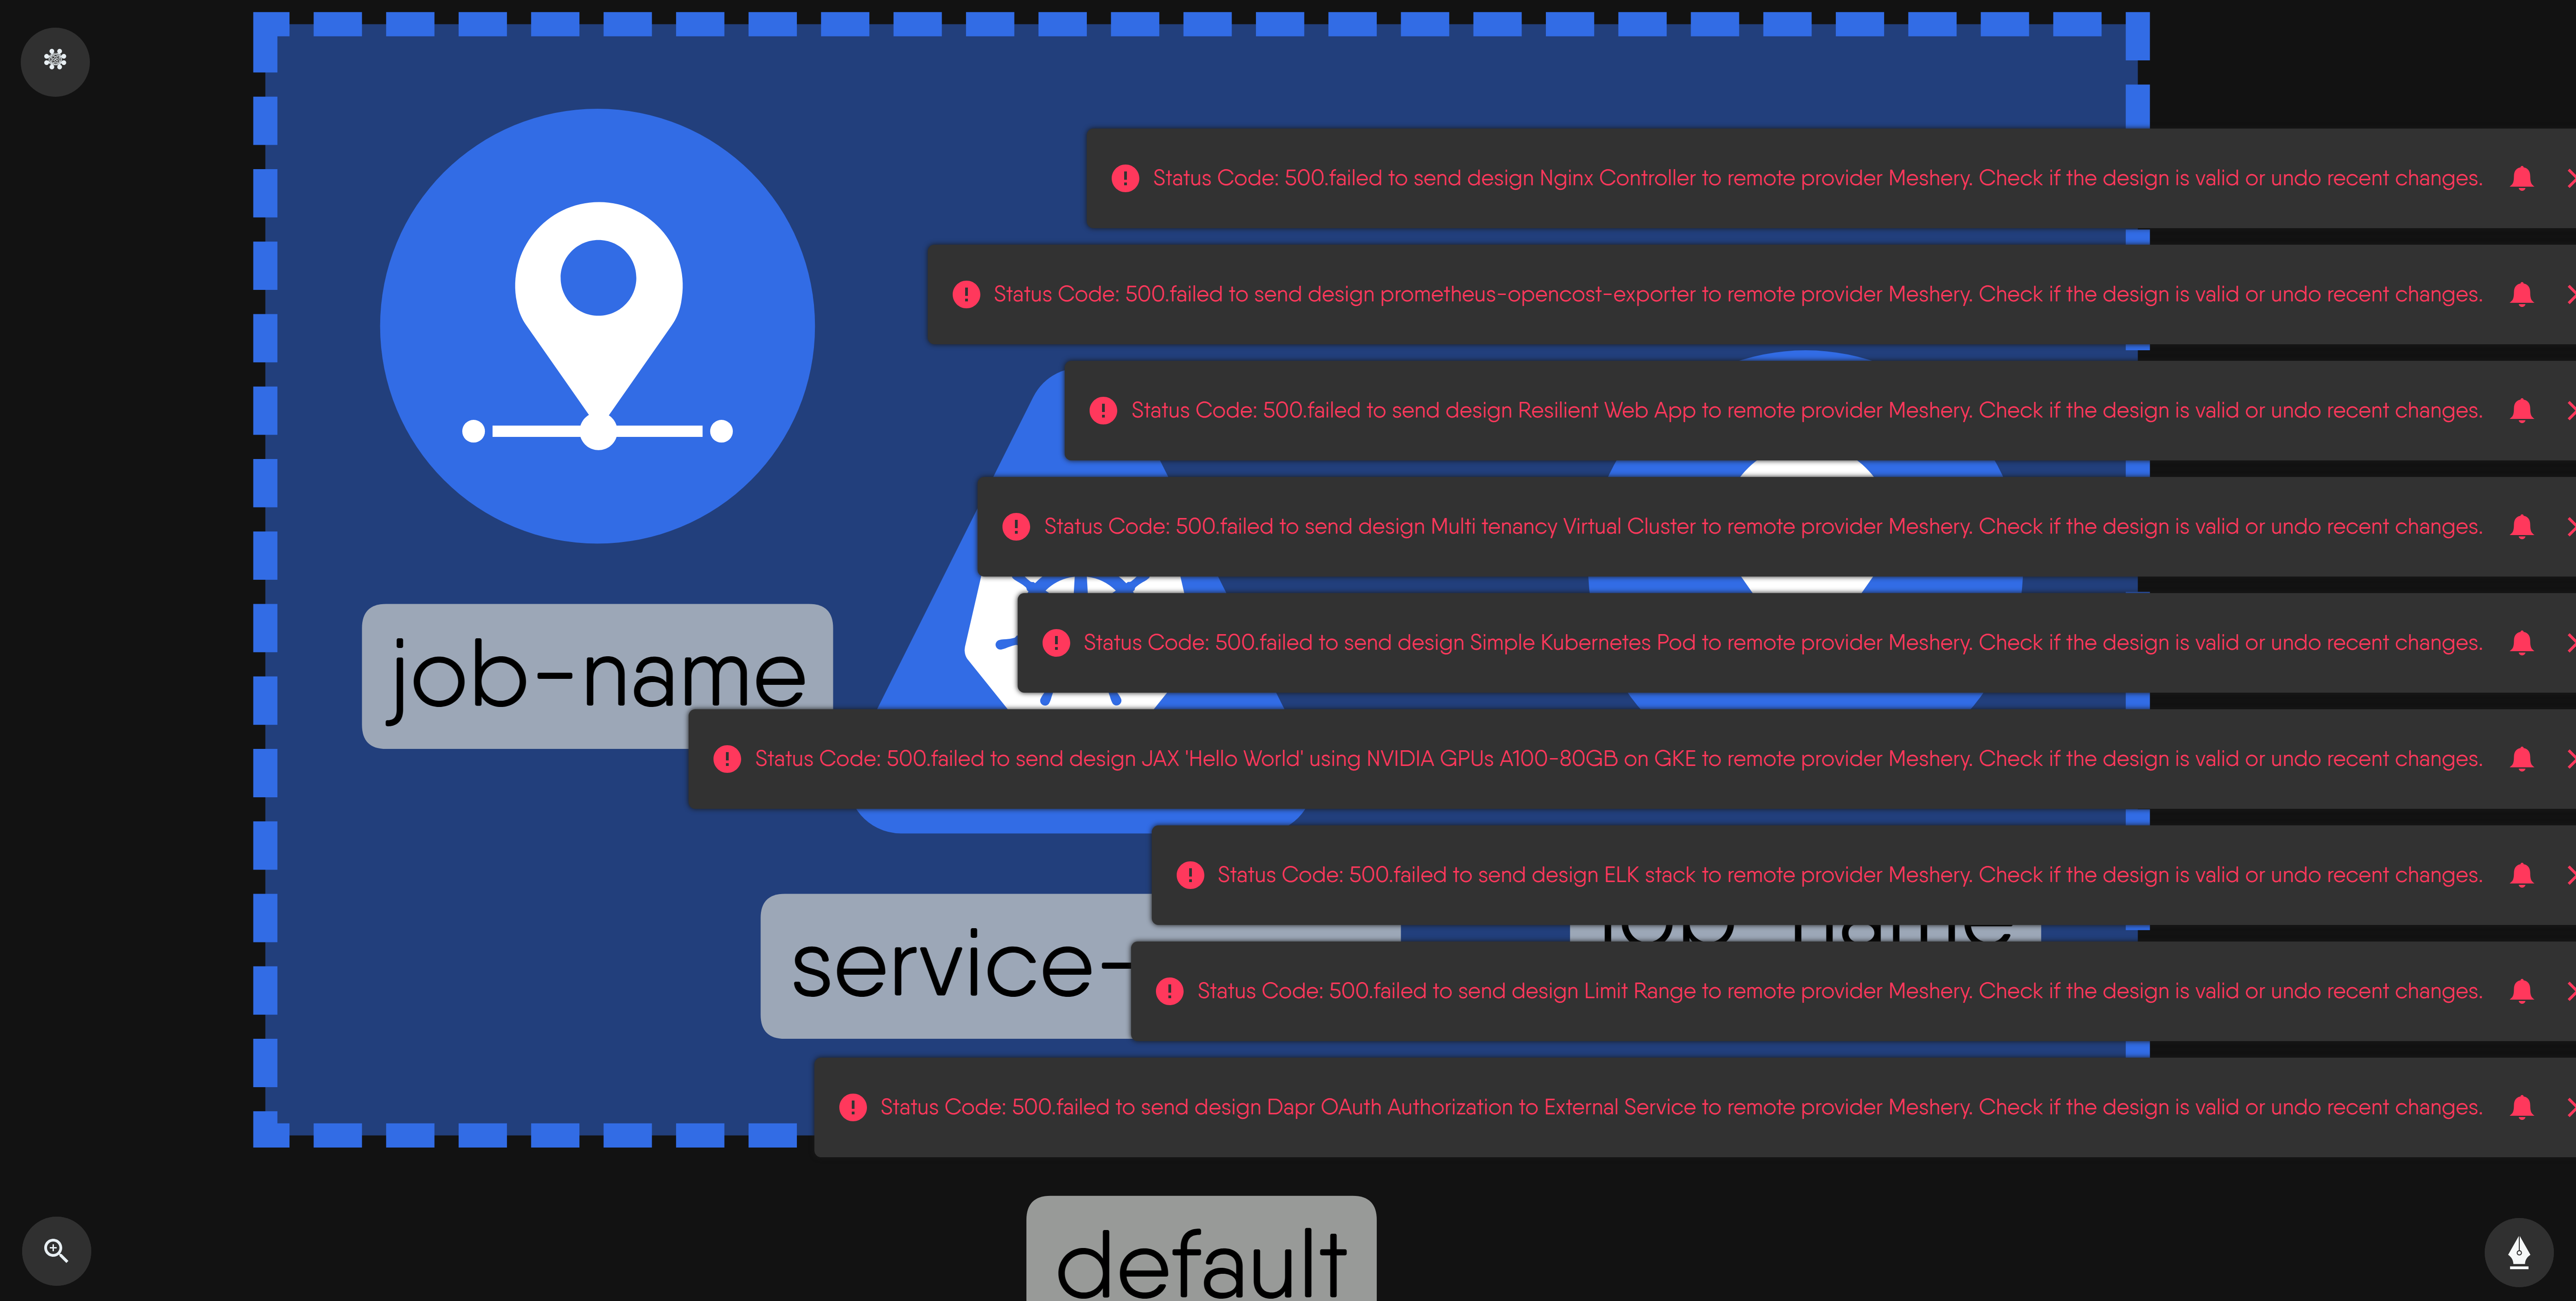 Status Code: 500.failed to send design Nginx Controller to remote provider Meshery. Check if the design is valid or undo recent changes.
Status Code: 500.failed to send design prometheus-opencost-exporter to remote provider Meshery. Check if the design is valid or undo recent changes.
Status Code: 500.failed to send design Resilient Web App to remote provider Meshery. Check if the design is valid or undo recent changes.
Status Code: 500.failed to send design Multi tenancy Virtual Cluster to remote provider Meshery. Check if the design is valid or undo recent changes.
Status Code: 500.failed to send design Simple Kubernetes Pod to remote provider Meshery. Check if the design is valid or undo recent changes.
job-name
Status Code: 500.failed to send design JAX 'Hello World' using NVIDIA GPUs A100-80GB on GKE to remote provider Meshery. Check if the design is valid or undo recent changes.
Status Code: 500.failed to send design ELK stack to remote provider Meshery. Check if the design is valid or undo recent changes.
job-name
service-
Status Code: 500.failed to send design Limit Range to remote provider Meshery. Check if the design is valid or undo recent changes.
Status Code: 500.failed to send design Dapr OAuth Authorization to External Service to remote provider Meshery. Check if the design is valid or undo recent changes.
default